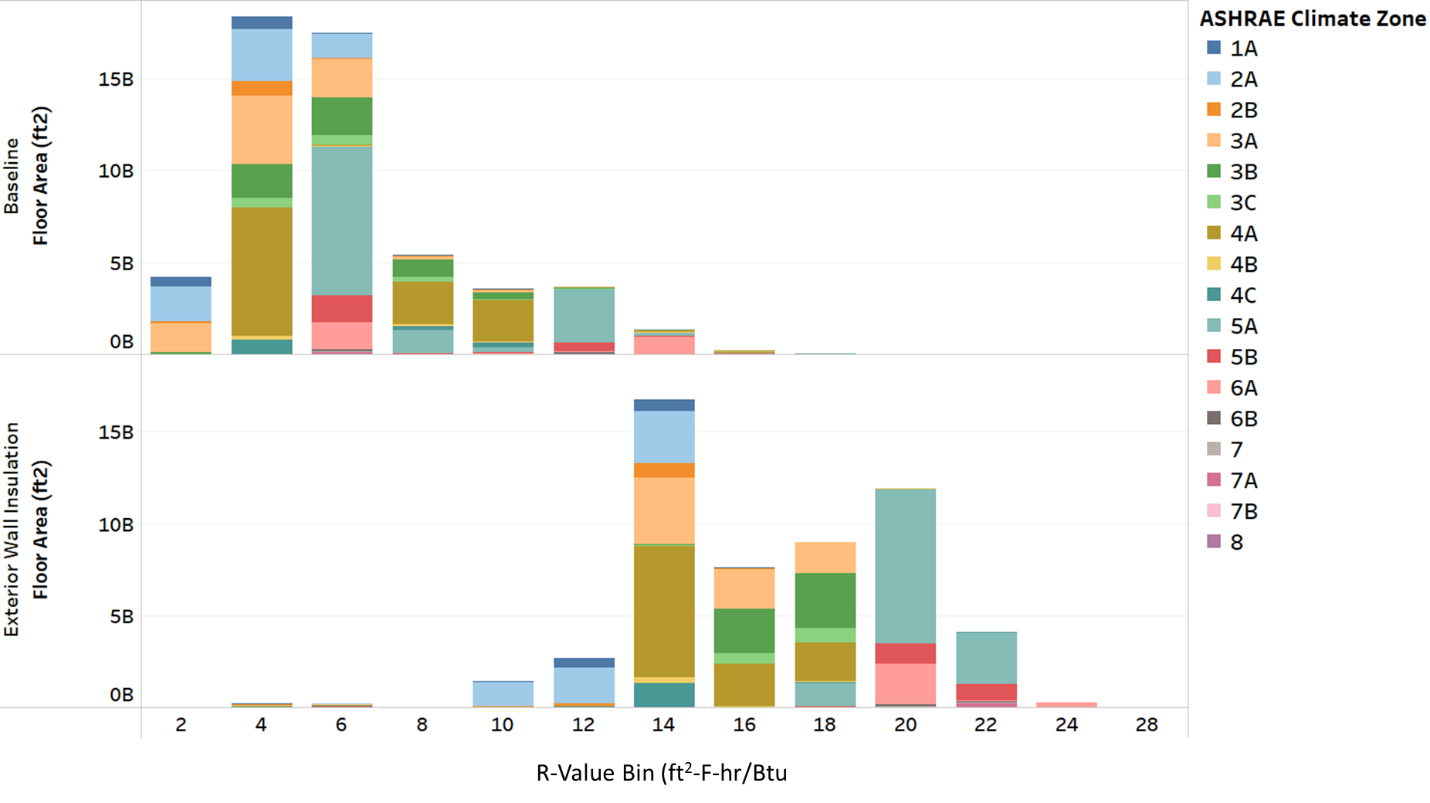 ASHRAE Climate Zone
1A
2A
2B
3A
3B
3C
4A
4B
4C
5A
5B
6A
6B
7
7A
7B
8
Baseline
Floor Area (ft2)
15B
10B
5B
0B
Exterior Wall Insulation
Floor Area (ft2)
15B
10B
5B
0B
2 4 6 8 10 12 14 16 18 20 22 24 28
R-Value Bin (ft²-F-hr/Btu